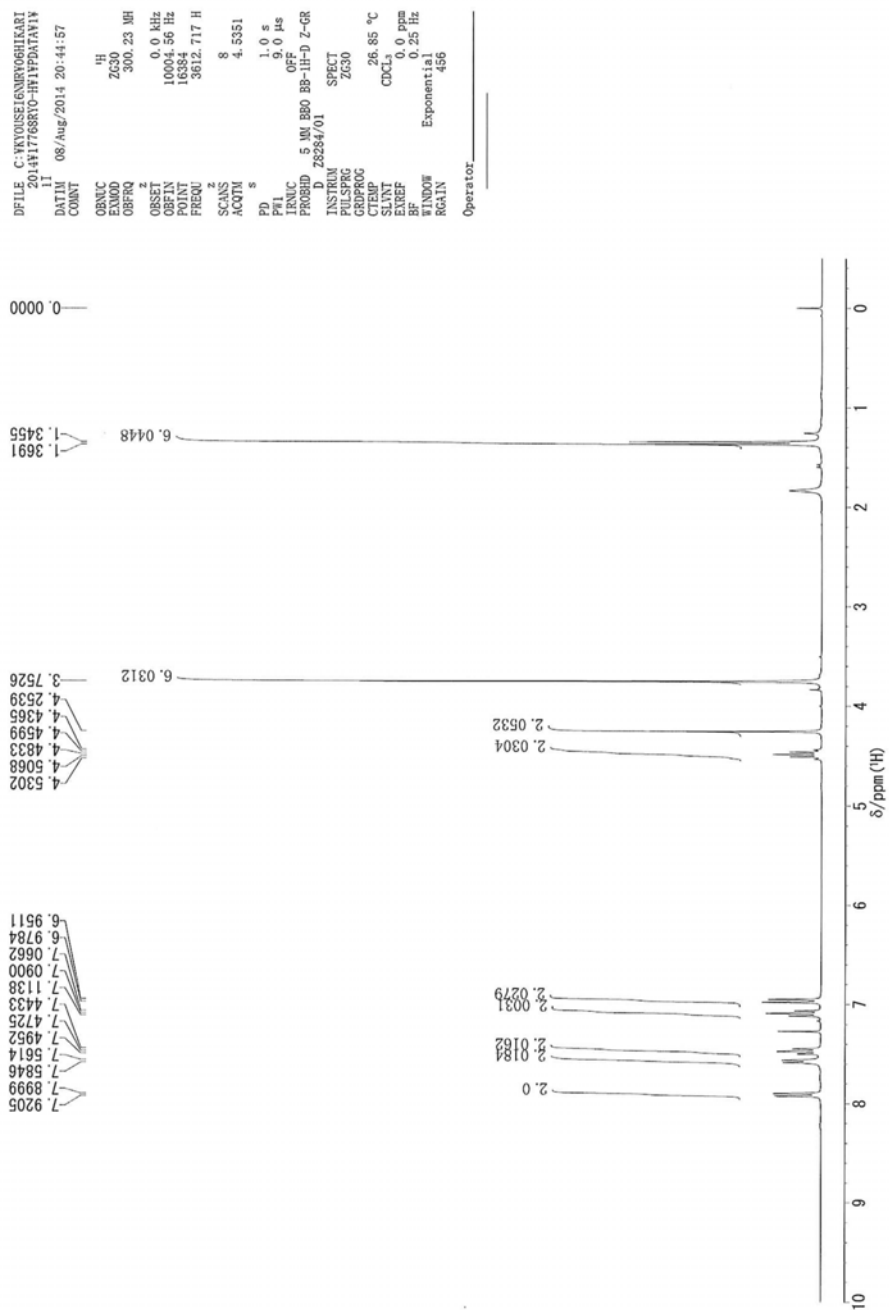 DFILE C:¥KYOUSEI6NMR¥06HIKARI
2014¥17768RYO-H¥1¥PDATA¥1¥
1I
DATIM 08/Aug/2014 20:44:57
COMNT
OBNUC 1H
EXMOD ZG30
OBFRQ 300.23 MH
z
OBSET 0.0 kHz
OBFIN 10004.56 Hz
POINT 16384
FREQU 3612.717 H
z
SCANS 8
ACQTM 4.5351
s
PD 1.0 s
PW1 9.0 µs
IRNUC OFF
PROBHD 5 MM BBO BB-1H-D Z-GR
D Z8284/01
INSTRUM SPECT
PULSPRG ZG30
GRDPROG
CTEMP 26.85 °C
SLVNT CDCL₃
EXREF 0.0 ppm
BF 0.25 Hz
WINDOW Exponential
RGAIN 456
Operator
7.9205
7.8999
7.5846
7.5614
7.4952
7.4725
7.4433
7.1138
7.0900
7.0662
6.9784
6.9511
4.5302
4.5068
4.4833
4.4599
4.4365
4.2539
3.7526
1.3691
1.3455
0.0000
2.0
2.0184
2.0162
2.0031
2.0279
2.0304
2.0532
6.0312
6.0448
10
9
8
7
6
5
4
3
2
1
0
δ/ppm(¹H)